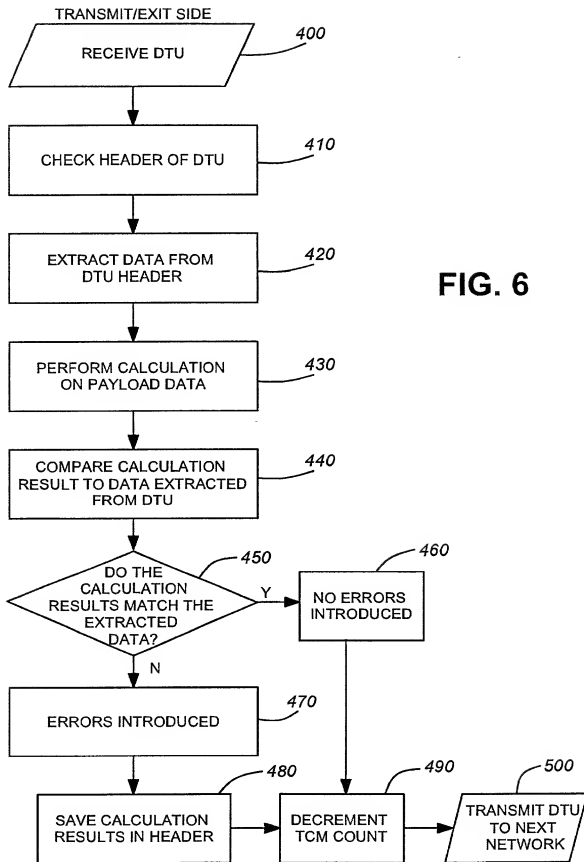 TRANSMIT/EXIT SIDE
RECEIVE DTU
400
CHECK HEADER OF DTU
410
EXTRACT DATA FROM
DTU HEADER
420
FIG. 6
PERFORM CALCULATION
ON PAYLOAD DATA
430
COMPARE CALCULATION
RESULT TO DATA EXTRACTED
FROM DTU
440
DO THE
CALCULATION
RESULTS MATCH THE
EXTRACTED
DATA?
450
Y
N
NO ERRORS
INTRODUCED
460
ERRORS INTRODUCED
470
SAVE CALCULATION
RESULTS IN HEADER
480
DECREMENT
TCM COUNT
490
TRANSMIT DTU
TO NEXT
NETWORK
500